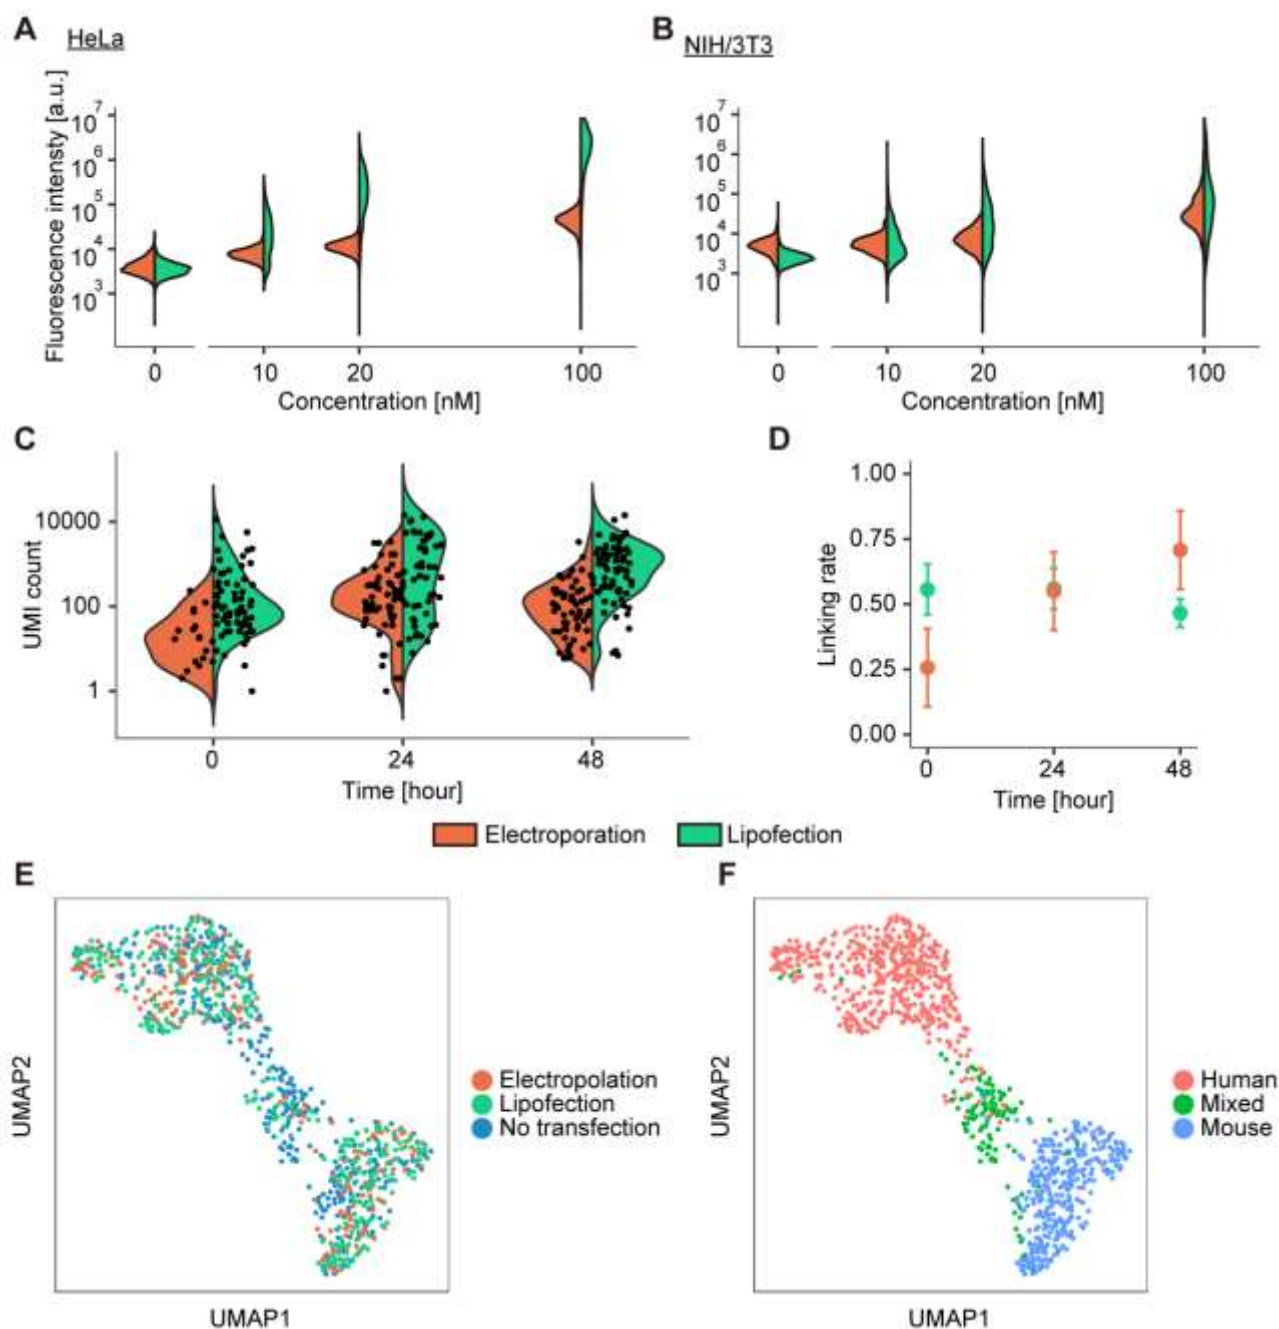 A HeLa
B NIH/3T3
Fluorescence intensty [a.u.]
10^7
10^6
10^5
10^4
10^3
0 10 20 100
Concentration [nM]
10^7
10^6
10^5
10^4
10^3
0 10 20 100
Concentration [nM]
C
UMI count
10000
100
1
0 24 48
Time [hour]
D
Linking rate
1.00
0.75
0.50
0.25
0.00
0 24 48
Time [hour]
Electroporation Lipofection
E
UMAP2
UMAP1
Electropolation
Lipofection
No transfection
F
UMAP2
UMAP1
Human
Mixed
Mouse